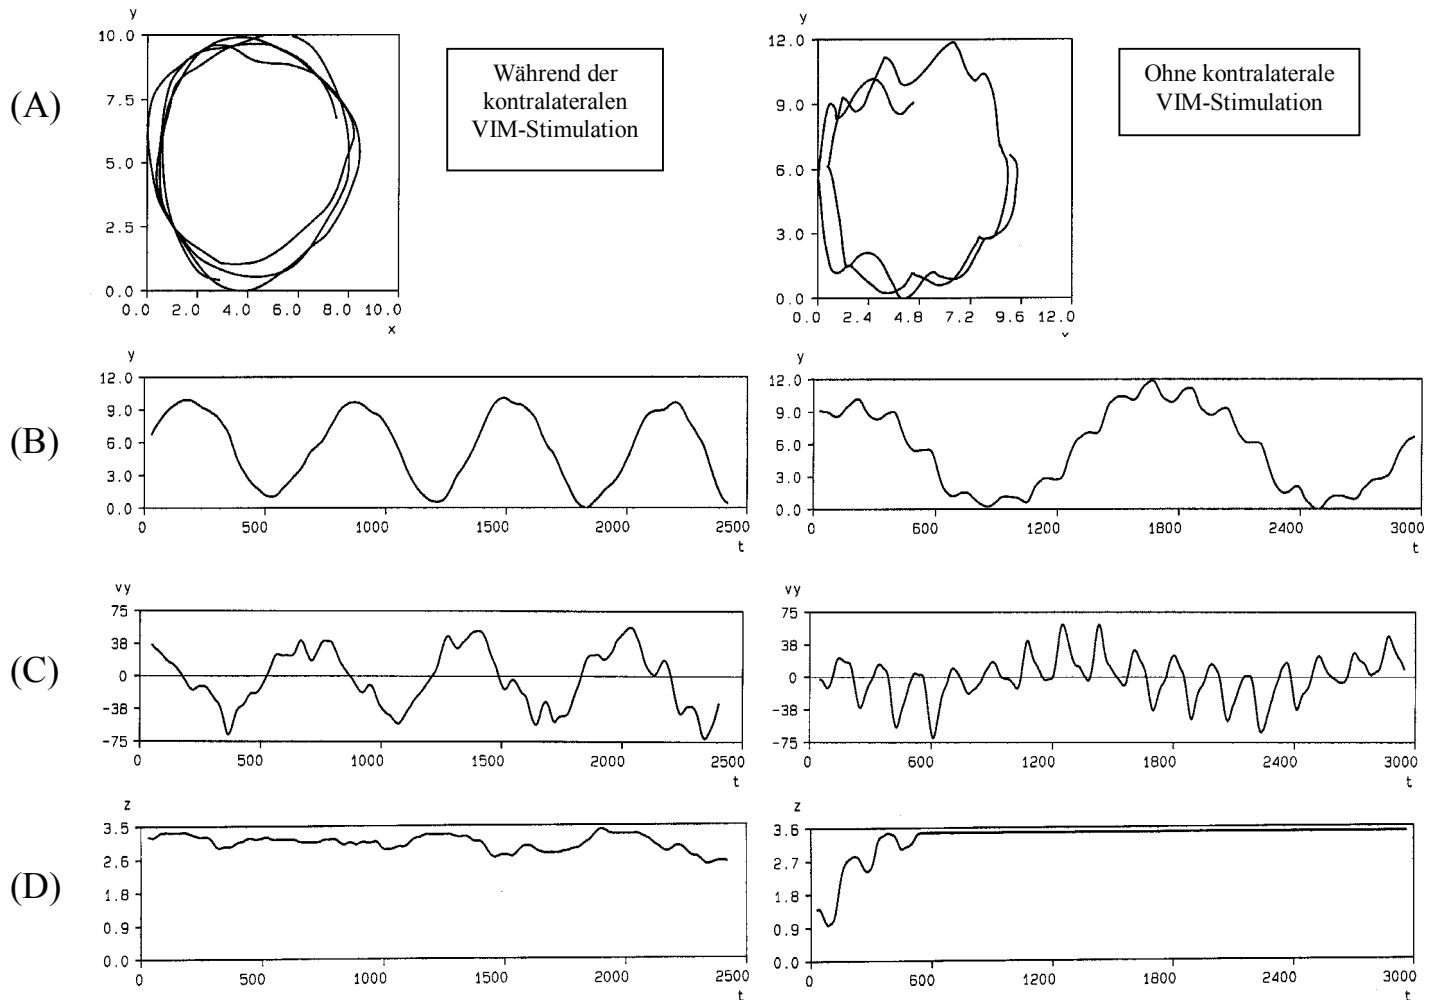 (A)
y
10.0
7.5
5.0
2.5
0.0
0.0 2.0 4.0 6.0 8.0 10.0
x
Während der
kontralateralen
VIM-Stimulation
y
12.0
9.0
6.0
3.0
0.0
0.0 2.4 4.8 7.2 9.6 12.0
Ohne kontralaterale
VIM-Stimulation
(B)
y
12.0
9.0
6.0
3.0
0.0
0 500 1000 1500 2000 2500
t
y
12.0
9.0
6.0
3.0
0.0
0 600 1200 1800 2400 3000
t
(C)
vy
75
38
0
-38
-75
0 500 1000 1500 2000 2500
t
vy
75
38
0
-38
-75
0 600 1200 1800 2400 3000
t
(D)
z
3.5
2.6
1.8
0.9
0.0
0 500 1000 1500 2000 2500
t
z
3.6
2.7
1.8
0.9
0.0
0 600 1200 1800 2400 3000
t